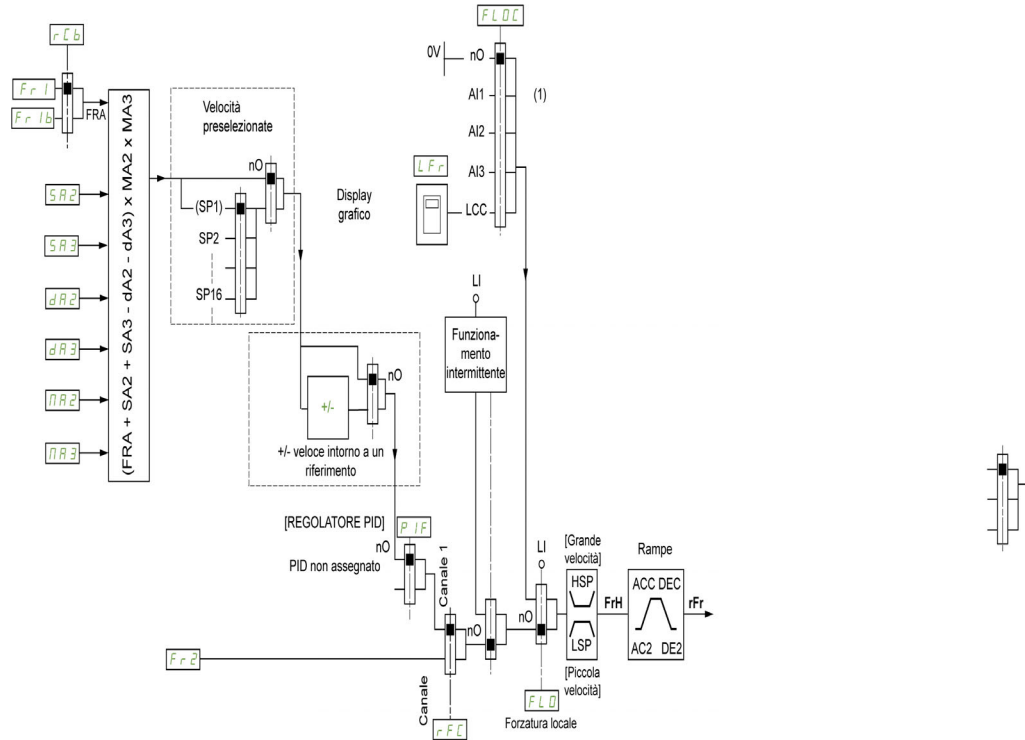 rCb
Fr1
Fr1b
FRA
SA2
SA3
dA2
dA3
MA2
MA3
(FRA + SA2 + SA3 - dA2 - dA3) x MA2 x MA3
Velocità
preselezionate
nO
(SP1)
SP2
SP16
Display
grafico
FLOC
0V
nO
AI1
(1)
AI2
AI3
LFr
LCC
LI
Funziona-
mento
intermittente
nO
+/-
+/- veloce intorno a un
riferimento
[REGOLATORE PID]
PIF
nO
PID non assegnato
Canale 1
nO
Fr2
Canale
rFC
LI
nO
FLO
Forzatura locale
[Grande
velocità]
HSP
LSP
[Piccola
velocità]
FrH
Rampe
ACC DEC
AC2 DE2
rFr